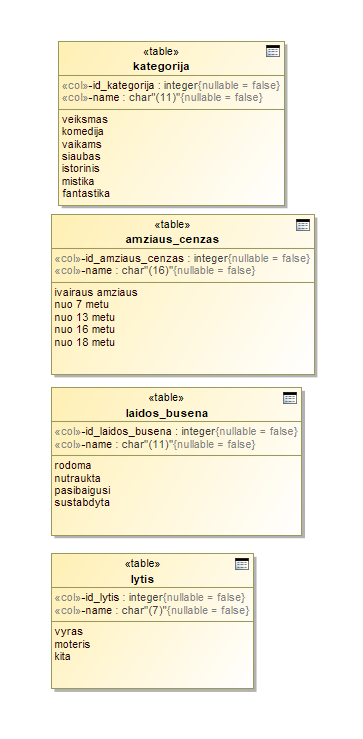 «table»
kategorija
«col»-id_kategorija : integer{nullable = false}
«col»-name : char"(11)"{nullable = false}
veiksmas
komedija
vaikams
siaubas
istorinis
mistika
fantastika
«table»
amziaus_cenzas
«col»-id_amziaus_cenzas : integer{nullable = false}
«col»-name : char"(16)"{nullable = false}
ivairaus amziaus
nuo 7 metu
nuo 13 metu
nuo 16 metu
nuo 18 metu
«table»
laidos_busena
«col»-id_laidos_busena : integer{nullable = false}
«col»-name : char"(11)"{nullable = false}
rodoma
nutraukta
pasibaigusi
sustabdyta
«table»
lytis
«col»-id_lytis : integer{nullable = false}
«col»-name : char"(7)"{nullable = false}
vyras
moteris
kita